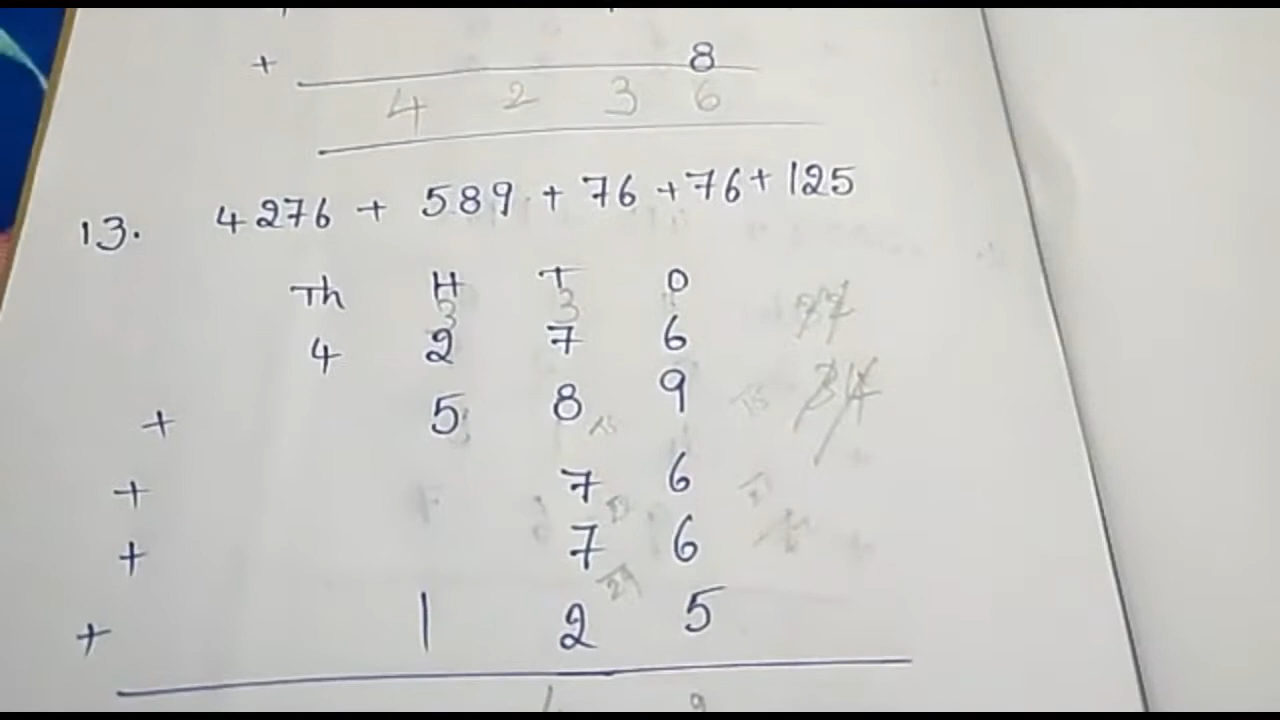 + 8
4 2 3 6
13. 4276 + 589 + 76 + 76 + 125
Th H T O
3 3
4 2 7 6
+ 5 8 9
+ 7 6
+ 7 6
+ 1 2 5